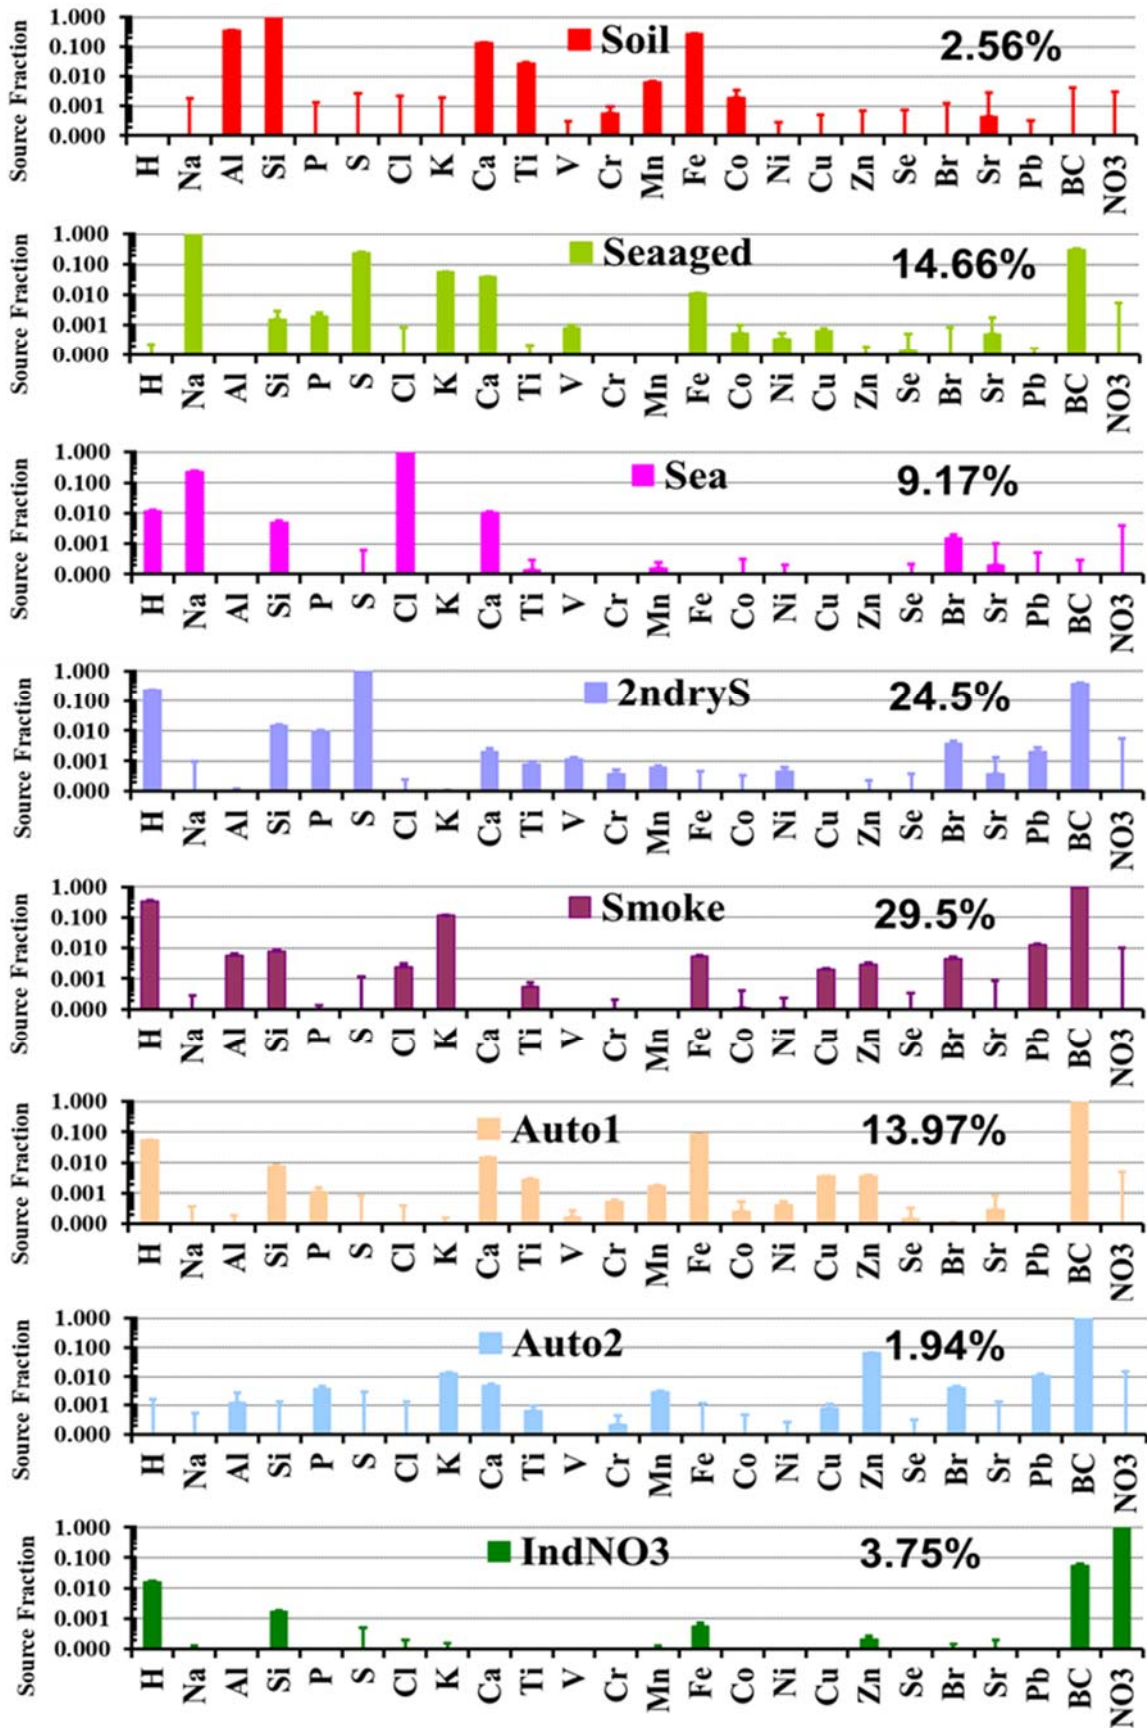 Source Fraction
1.000
0.100
0.010
0.001
0.000
Soil
2.56%
H Na Al Si P S Cl K Ca Ti V Cr Mn Fe Co Ni Cu Zn Se Br Sr Pb BC NO3
Source Fraction
1.000
0.100
0.010
0.001
0.000
Seaaged
14.66%
H Na Al Si P S Cl K Ca Ti V Cr Mn Fe Co Ni Cu Zn Se Br Sr Pb BC NO3
Source Fraction
1.000
0.100
0.010
0.001
0.000
Sea
9.17%
H Na Al Si P S Cl K Ca Ti V Cr Mn Fe Co Ni Cu Zn Se Br Sr Pb BC NO3
Source Fraction
1.000
0.100
0.010
0.001
0.000
2ndryS
24.5%
H Na Al Si P S Cl K Ca Ti V Cr Mn Fe Co Ni Cu Zn Se Br Sr Pb BC NO3
Source Fraction
1.000
0.100
0.010
0.001
0.000
Smoke
29.5%
H Na Al Si P S Cl K Ca Ti V Cr Mn Fe Co Ni Cu Zn Se Br Sr Pb BC NO3
Source Fraction
1.000
0.100
0.010
0.001
0.000
Auto1
13.97%
H Na Al Si P S Cl K Ca Ti V Cr Mn Fe Co Ni Cu Zn Se Br Sr Pb BC NO3
Source Fraction
1.000
0.100
0.010
0.001
0.000
Auto2
1.94%
H Na Al Si P S Cl K Ca Ti V Cr Mn Fe Co Ni Cu Zn Se Br Sr Pb BC NO3
Source Fraction
1.000
0.100
0.010
0.001
0.000
IndNO3
3.75%
H Na Al Si P S Cl K Ca Ti V Cr Mn Fe Co Ni Cu Zn Se Br Sr Pb BC NO3